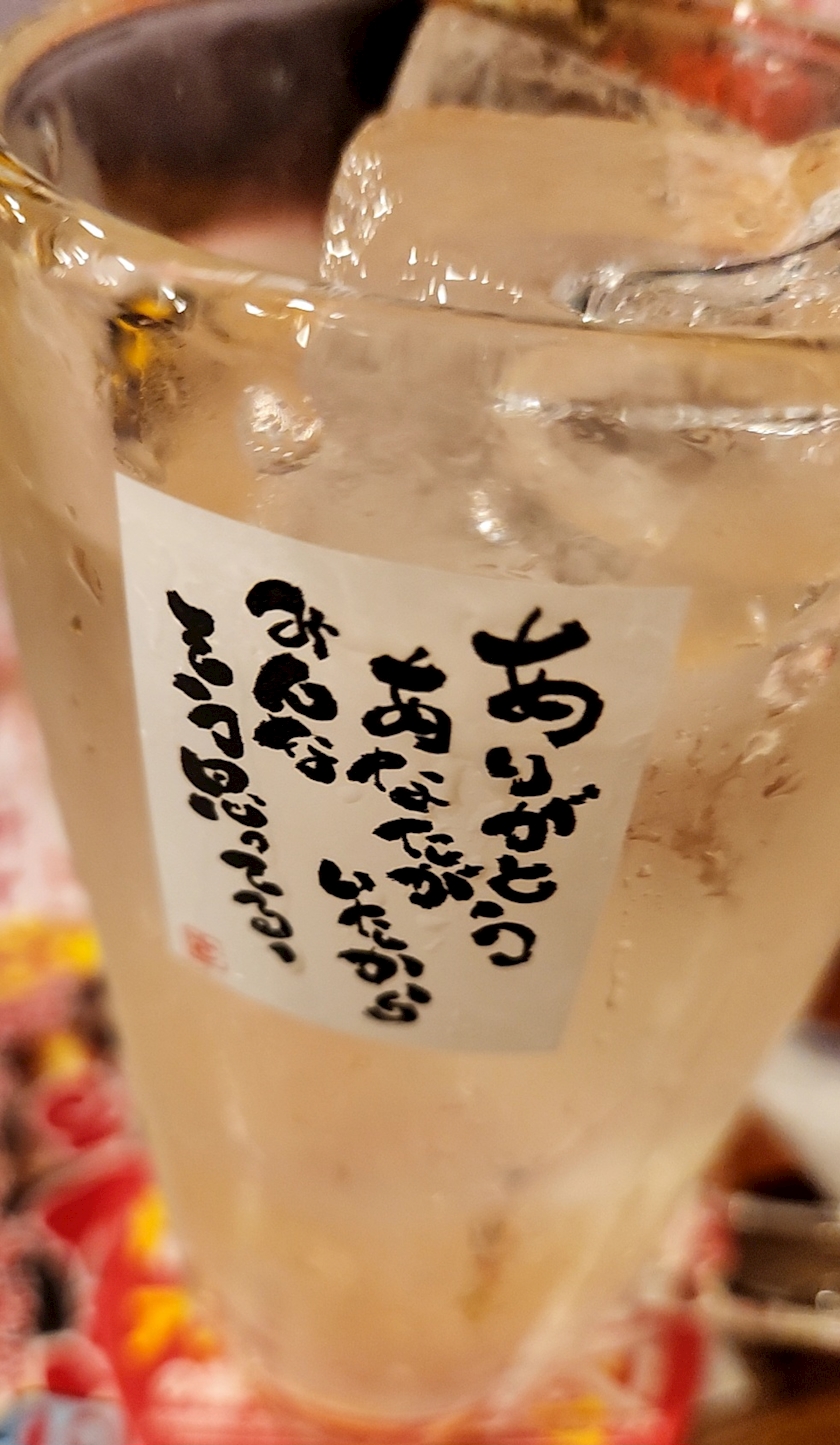 ありがとう
あなたが
いたから
みんな
そう思ってる。